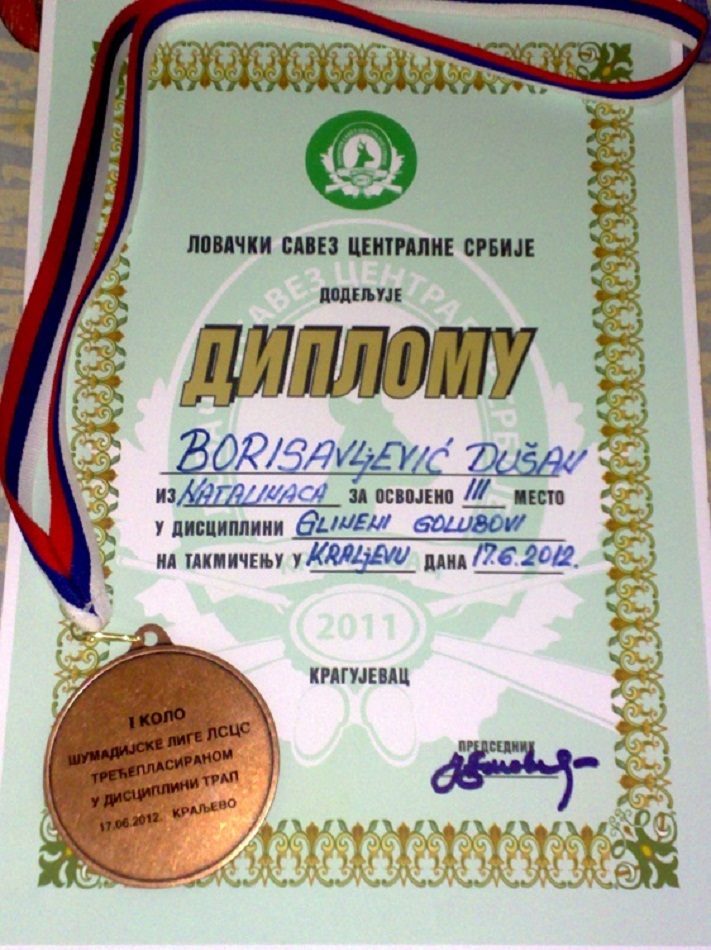 ЛОВАЧКИ САВЕЗ ЦЕНТРАЛНЕ СРБИЈЕ
ДОДЕЉУЈЕ
ДИПЛОМУ
BORISAVLjEVIĆ DUŠAN
ИЗ NATALINACA ЗА ОСВОЈЕНО III МЕСТО
У ДИСЦИПЛИНИ GLINENI GOLUBOVI
НА ТАКМИЧЕЊУ У KRALjEVU ДАНА 17.6.2012.
2011
КРАГУЈЕВАЦ
ПРЕДСЕДНИК
I КОЛО
ШУМАДИЈСКЕ ЛИГЕ ЛСЦС
ТРЕЋЕПЛАСИРАНОМ
У ДИСЦИПЛИНИ ТРАП
17.06.2012. КРАЉЕВО